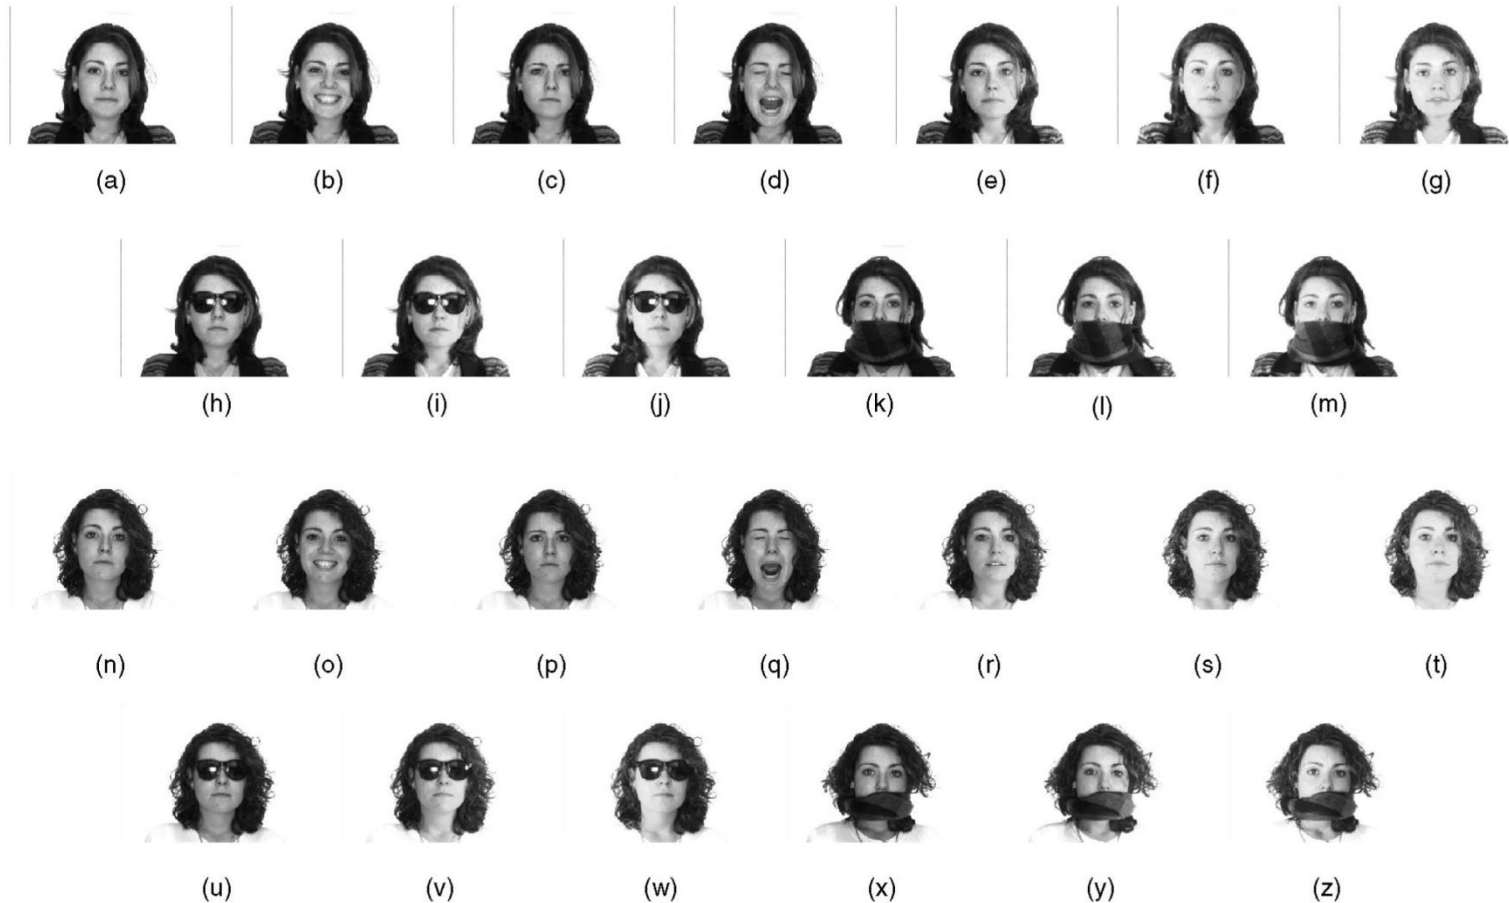 (a) (b) (c) (d) (e) (f) (g)
(h) (i) (j) (k) (l) (m)
(n) (o) (p) (q) (r) (s) (t)
(u) (v) (w) (x) (y) (z)